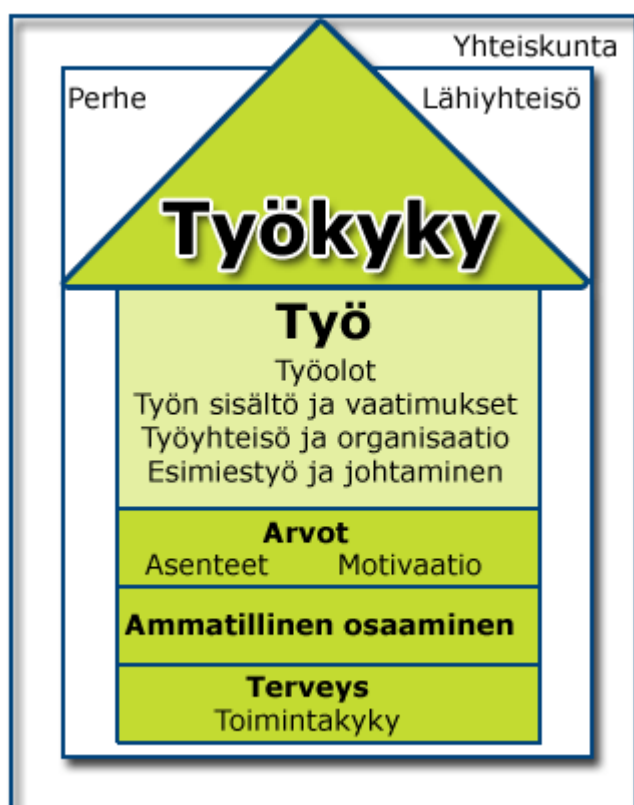 Yhteiskunta
Perhe Lähiyhteisö
Työkyky
Työ
Työolot
Työn sisältö ja vaatimukset
Työyhteisö ja organisaatio
Esimiestyö ja johtaminen
Arvot
Asenteet Motivaatio
Ammatillinen osaaminen
Terveys
Toimintakyky